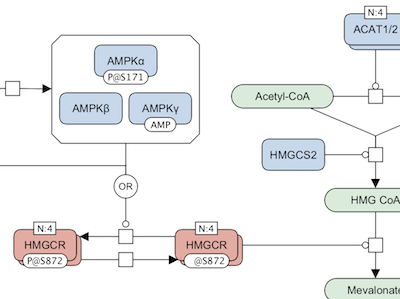 N:4
ACAT1/2
AMPKα
P@S171
Acetyl-CoA
AMPKβ
AMPKγ
AMP
HMGCS2
OR
HMG CoA
N:4
N:4
HMGCR
HMGCR
P@S872
@S872
Mevalonate